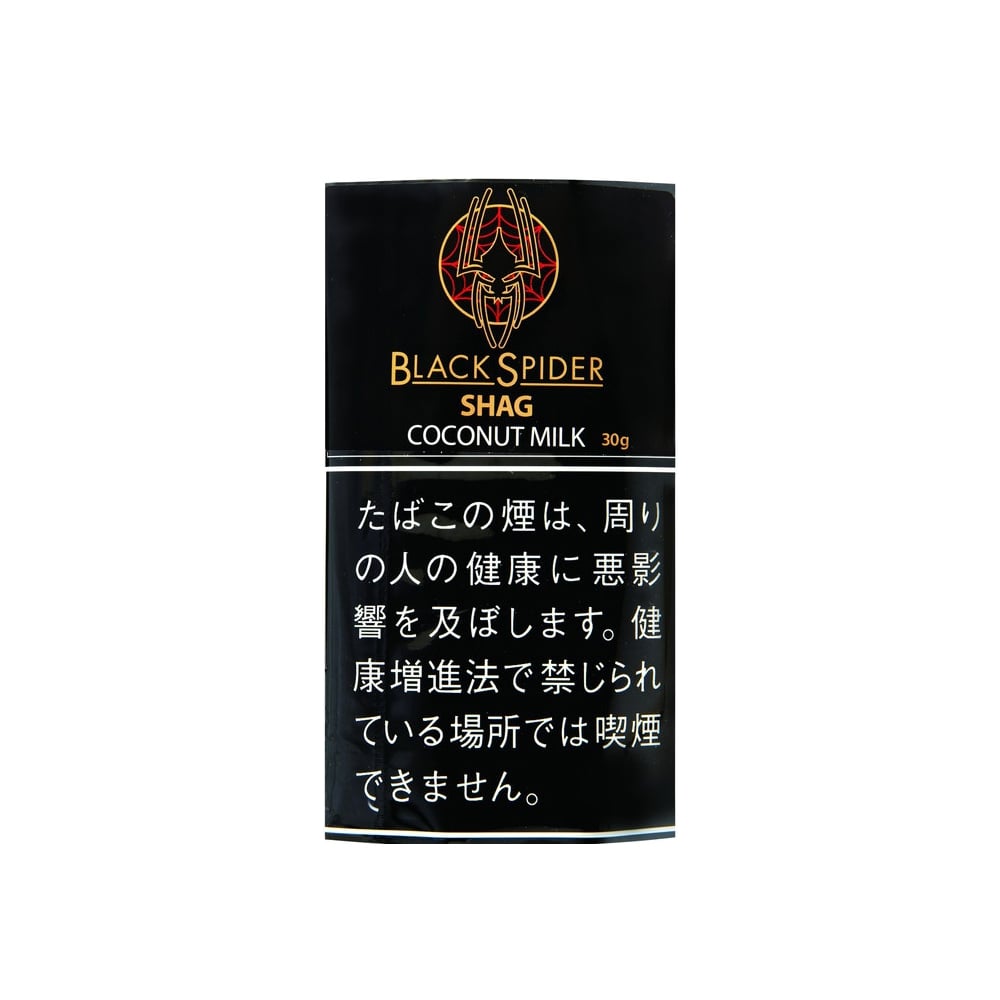 BLACK SPIDER
SHAG
COCONUT MILK 30g
たばこの煙は、周り
の人の健康に悪影
響を及ぼします。健
康増進法で禁じられ
ている場所では喫煙
できません。